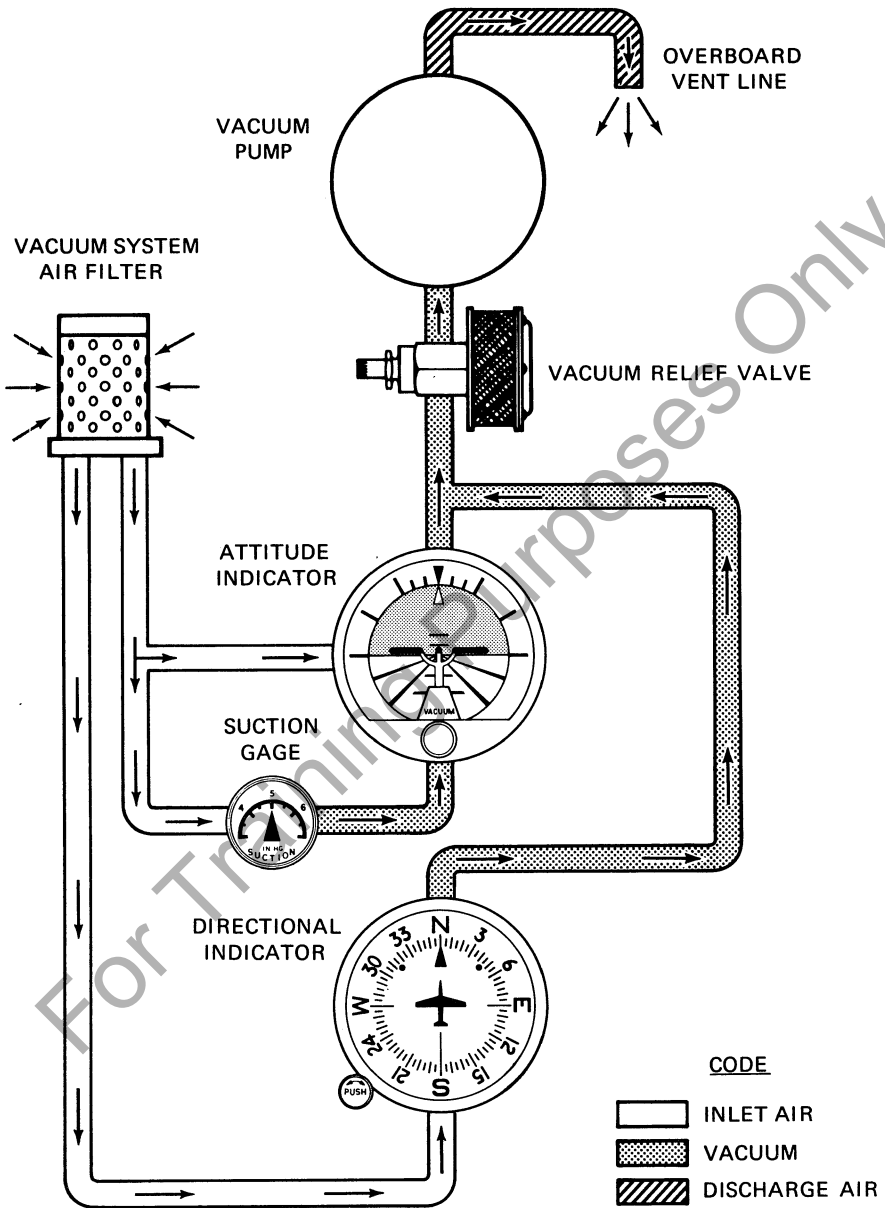 OVERBOARD
VENT LINE
VACUUM
PUMP
VACUUM SYSTEM
AIR FILTER
VACUUM RELIEF VALVE
ATTITUDE
INDICATOR
VACUUM
SUCTION
GAGE
4 5 6
IN HG
SUCTION
DIRECTIONAL
INDICATOR
N 3 6 E 12 15 S 21 24 W 30 33
PUSH
CODE
INLET AIR
VACUUM
DISCHARGE AIR
For Training Purposes Only